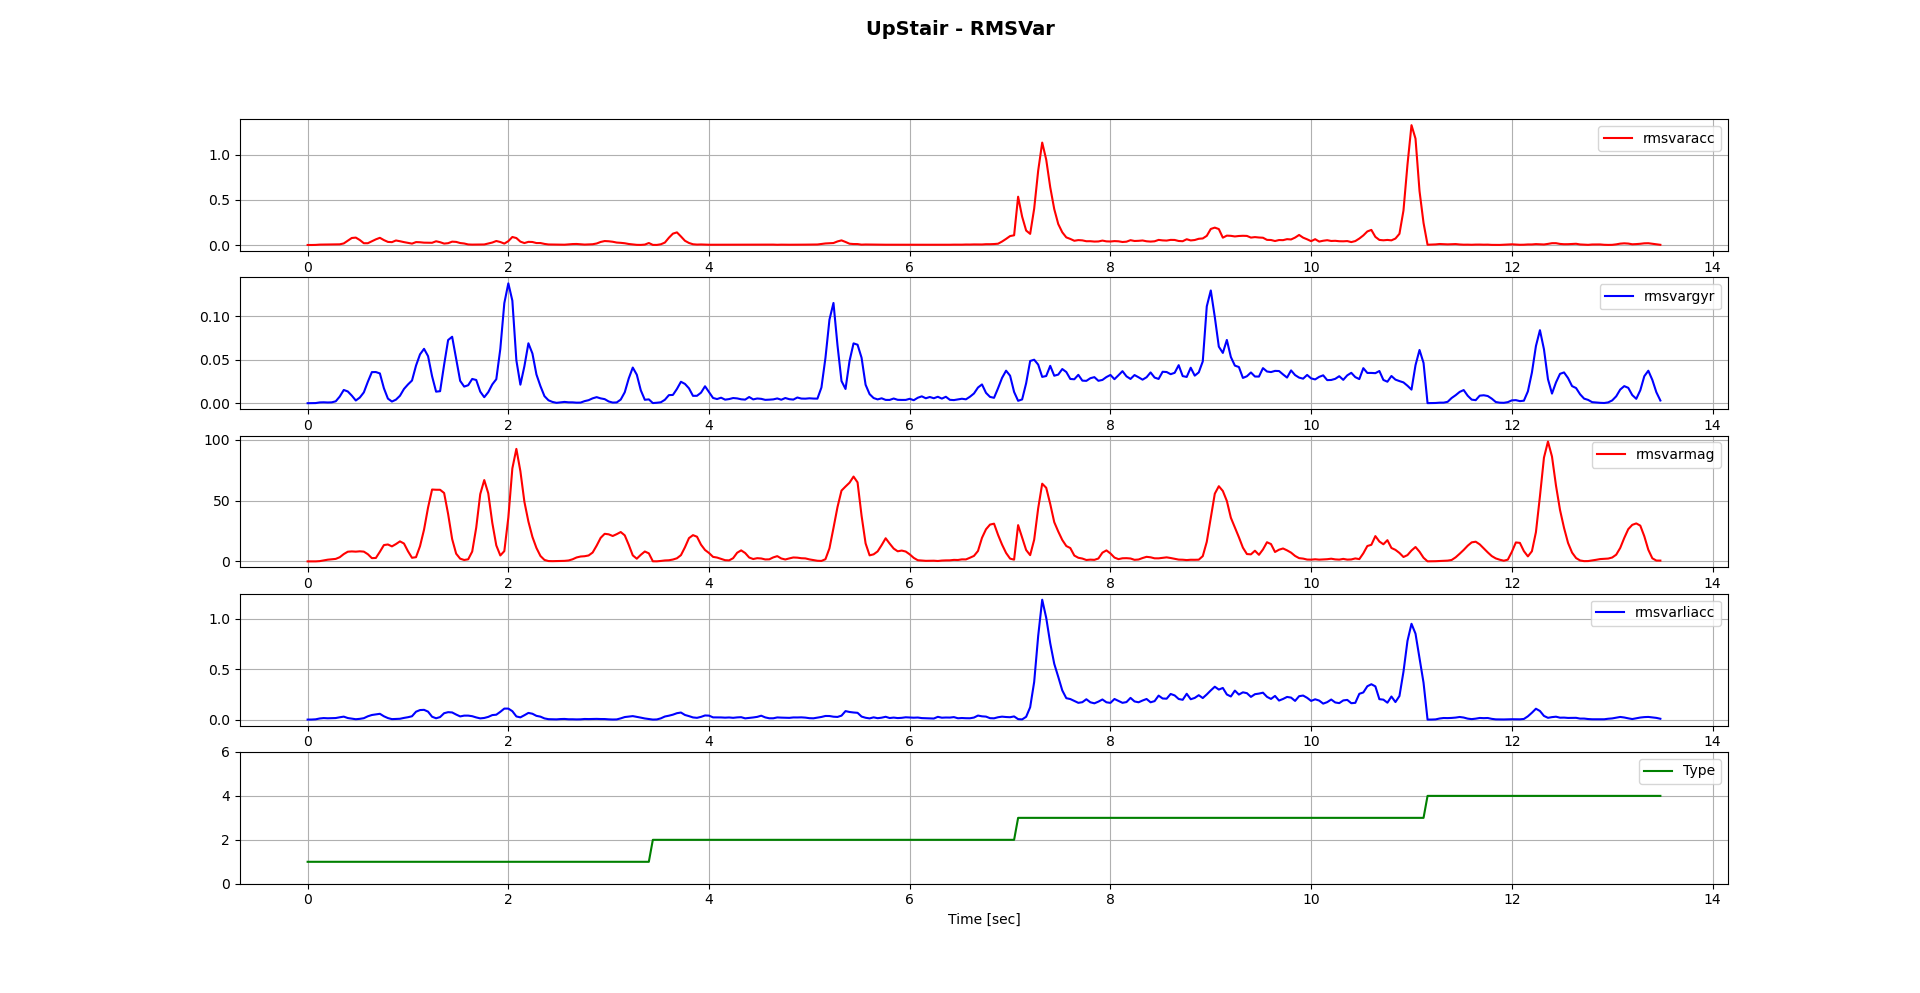 UpStair - RMSVar
rmsvaracc
1.0
0.5
0.0
0 2 4 6 8 10 12 14
rmsvargyr
0.10
0.05
0.00
0 2 4 6 8 10 12 14
rmsvarmag
100
50
0
0 2 4 6 8 10 12 14
rmsvarliacc
1.0
0.5
0.0
0 2 4 6 8 10 12 14
Type
6
4
2
0
0 2 4 6 8 10 12 14
Time [sec]